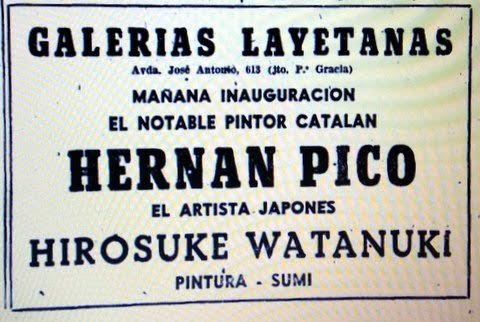 GALERIAS LAYETANAS
Avda. José Antonio, 613 (Jto. P.º Gracia)
MAÑANA INAUGURACION
EL NOTABLE PINTOR CATALAN
HERNAN PICO
EL ARTISTA JAPONES
HIROSUKE WATANUKI
PINTURA - SUMI